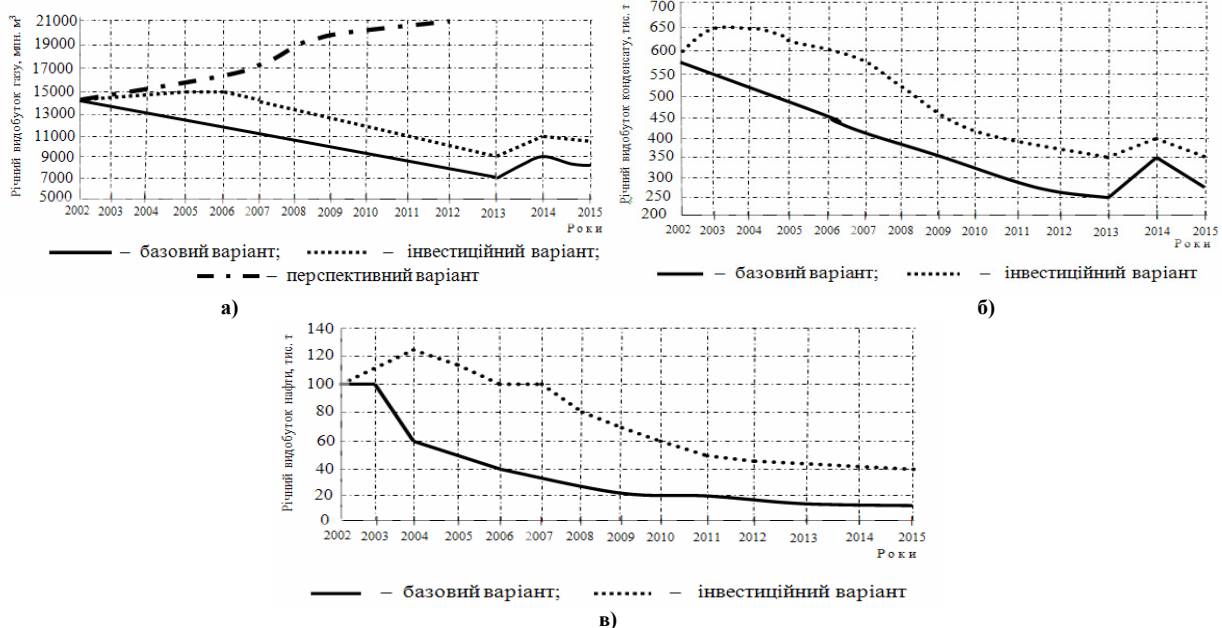 Річний видобуток газу, млн. м³
21000
19000
17000
15000
13000
11000
9000
7000
5000
2002 2003 2004 2005 2006 2007 2008 2009 2010 2011 2012 2013 2014 2015
Роки
– базовий варіант; – інвестиційний варіант;
– перспективний варіант
а)
Річний видобуток конденсату, тис. т
700
650
600
550
500
450
400
350
300
250
200
2002 2003 2004 2005 2006 2007 2008 2009 2010 2011 2012 2013 2014 2015
Роки
– базовий варіант; – інвестиційний варіант
б)
Річний видобуток нафти, тис. т
140
120
100
80
60
40
20
0
2002 2003 2004 2005 2006 2007 2008 2009 2010 2011 2012 2013 2014 2015
Роки
– базовий варіант; – інвестиційний варіант
в)